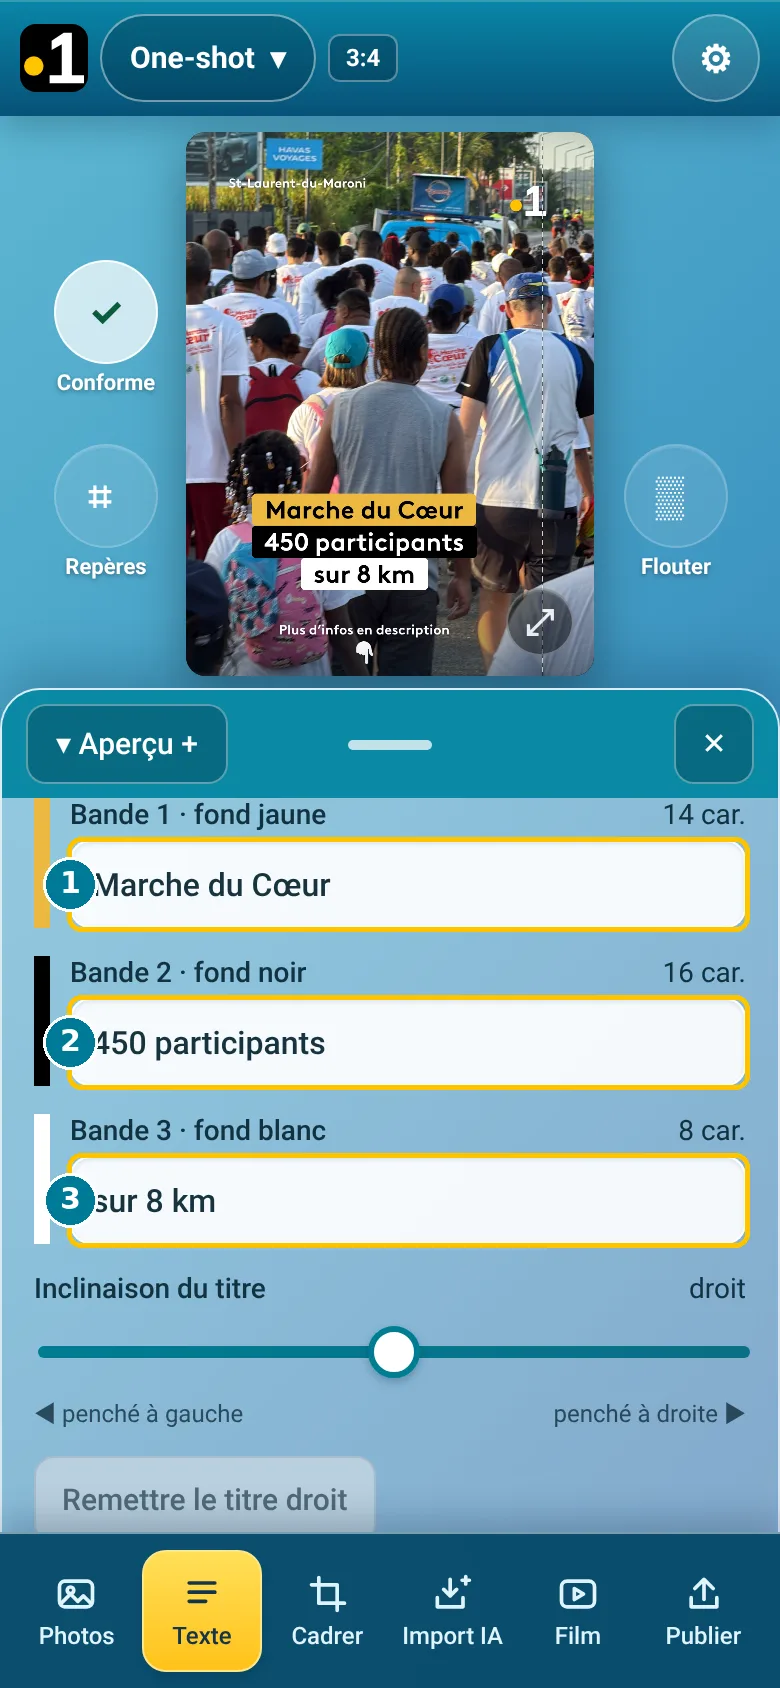 1
One-shot ▼
3:4
HAVAS
VOYAGES
St-Laurent-du-Maroni
1
Conforme
Repères
Flouter
Marche du Cœur
450 participants
sur 8 km
Plus d'infos en description
▾ Aperçu +
✕
Bande 1 · fond jaune
14 car.
1
Marche du Cœur
Bande 2 · fond noir
16 car.
2
450 participants
Bande 3 · fond blanc
8 car.
3
sur 8 km
Inclinaison du titre
droit
◀ penché à gauche
penché à droite ▶
Remettre le titre droit
Photos
Texte
Cadrer
Import IA
Film
Publier